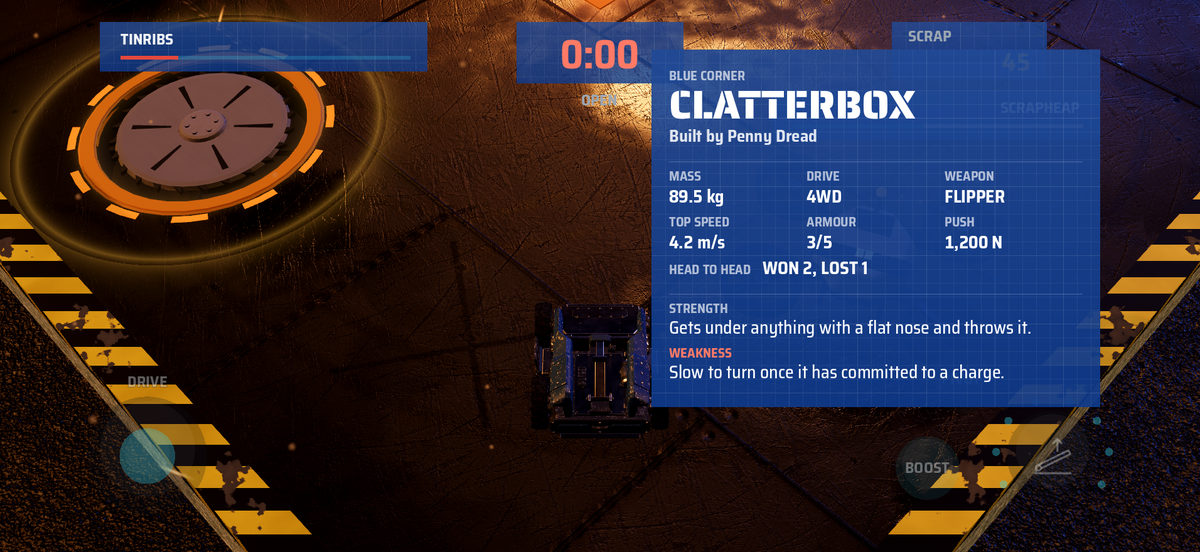 TINRIBS
0:00
OPEN
SCRAP
45
SCRAPHEAP
BLUE CORNER
CLATTERBOX
Built by Penny Dread
MASS
89.5 kg
DRIVE
4WD
WEAPON
FLIPPER
TOP SPEED
4.2 m/s
ARMOUR
3/5
PUSH
1,200 N
HEAD TO HEAD WON 2, LOST 1
STRENGTH
Gets under anything with a flat nose and throws it.
WEAKNESS
Slow to turn once it has committed to a charge.
DRIVE
BOOST